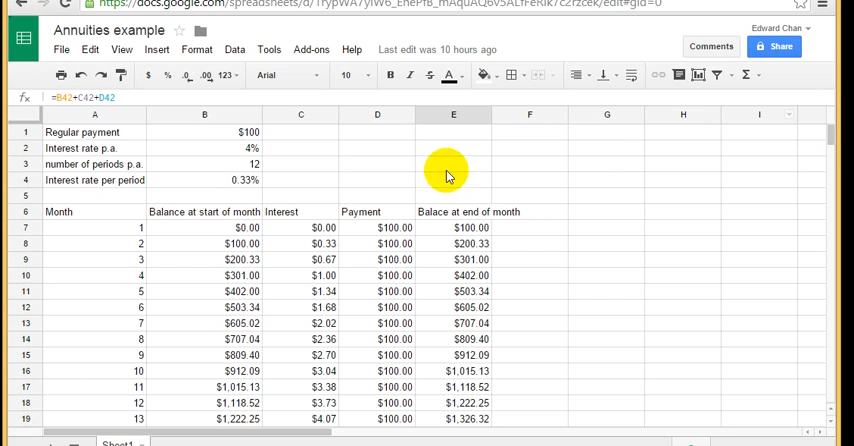 https://docs.google.com/spreadsheets/d/
Edward Chan
Annuities example
File Edit View Insert Format Data Tools Add-ons Help Last edit was 10 hours ago
Comments Share
$ % .0 .00 123 Arial 10 B I S A Σ
fx =B42+C42+D42
A B C D E F G H I
1 Regular payment $100
2 Interest rate p.a. 4%
3 number of periods p.a. 12
4 Interest rate per period 0.33%
5
6 Month Balance at start of month Interest Payment Balace at end of month
7 1 $0.00 $0.00 $100.00 $100.00
8 2 $100.00 $0.33 $100.00 $200.33
9 3 $200.33 $0.67 $100.00 $301.00
10 4 $301.00 $1.00 $100.00 $402.00
11 5 $402.00 $1.34 $100.00 $503.34
12 6 $503.34 $1.68 $100.00 $605.02
13 7 $605.02 $2.02 $100.00 $707.04
14 8 $707.04 $2.36 $100.00 $809.40
15 9 $809.40 $2.70 $100.00 $912.09
16 10 $912.09 $3.04 $100.00 $1,015.13
17 11 $1,015.13 $3.38 $100.00 $1,118.52
18 12 $1,118.52 $3.73 $100.00 $1,222.25
19 13 $1,222.25 $4.07 $100.00 $1,326.32
Sheet1